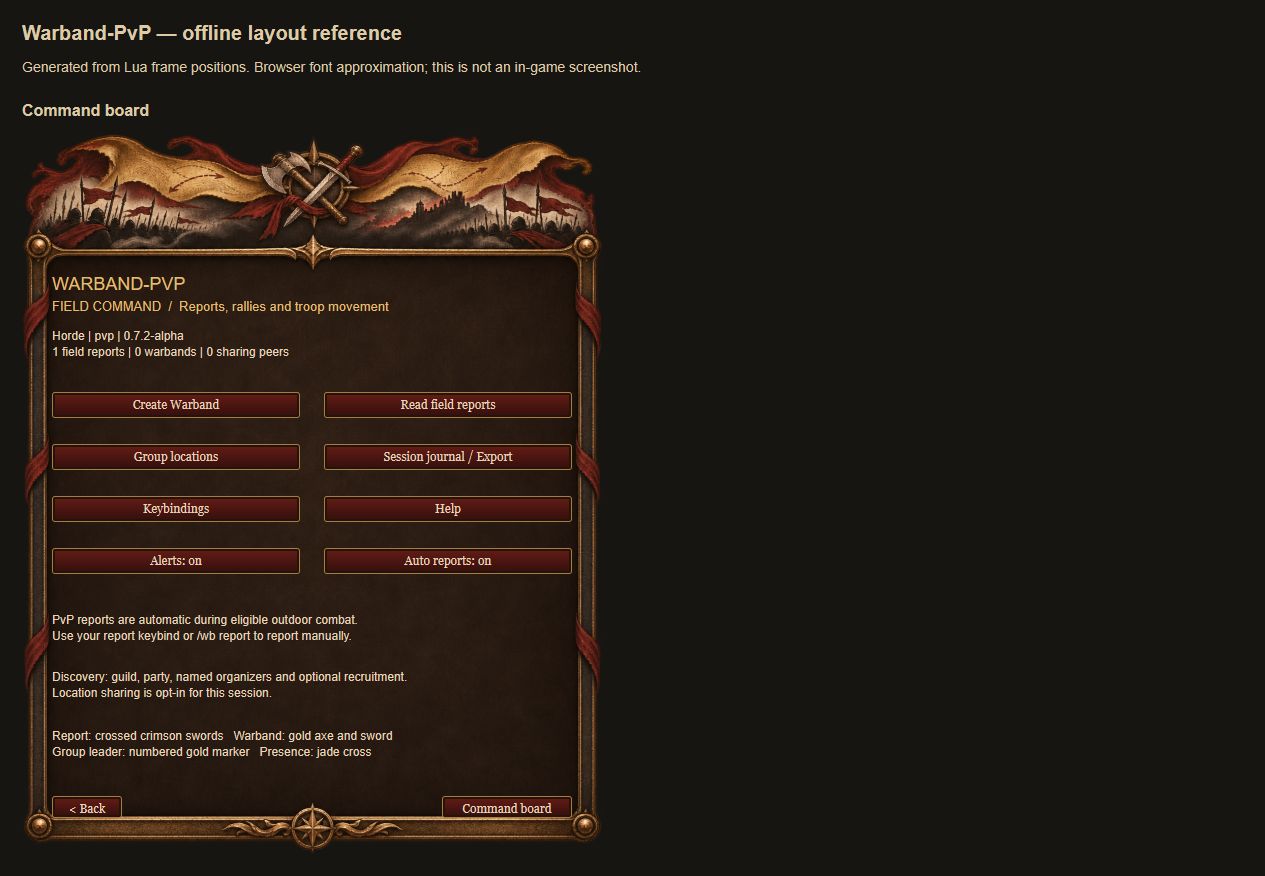 Warband-PvP — offline layout reference
Generated from Lua frame positions. Browser font approximation; this is not an in-game screenshot.
Command board
WARBAND-PVP
FIELD COMMAND / Reports, rallies and troop movement
Horde | pvp | 0.7.2-alpha
1 field reports | 0 warbands | 0 sharing peers
Create Warband
Read field reports
Group locations
Session journal / Export
Keybindings
Help
Alerts: on
Auto reports: on
PvP reports are automatic during eligible outdoor combat.
Use your report keybind or /wb report to report manually.
Discovery: guild, party, named organizers and optional recruitment.
Location sharing is opt-in for this session.
Report: crossed crimson swords Warband: gold axe and sword
Group leader: numbered gold marker Presence: jade cross
< Back
Command board